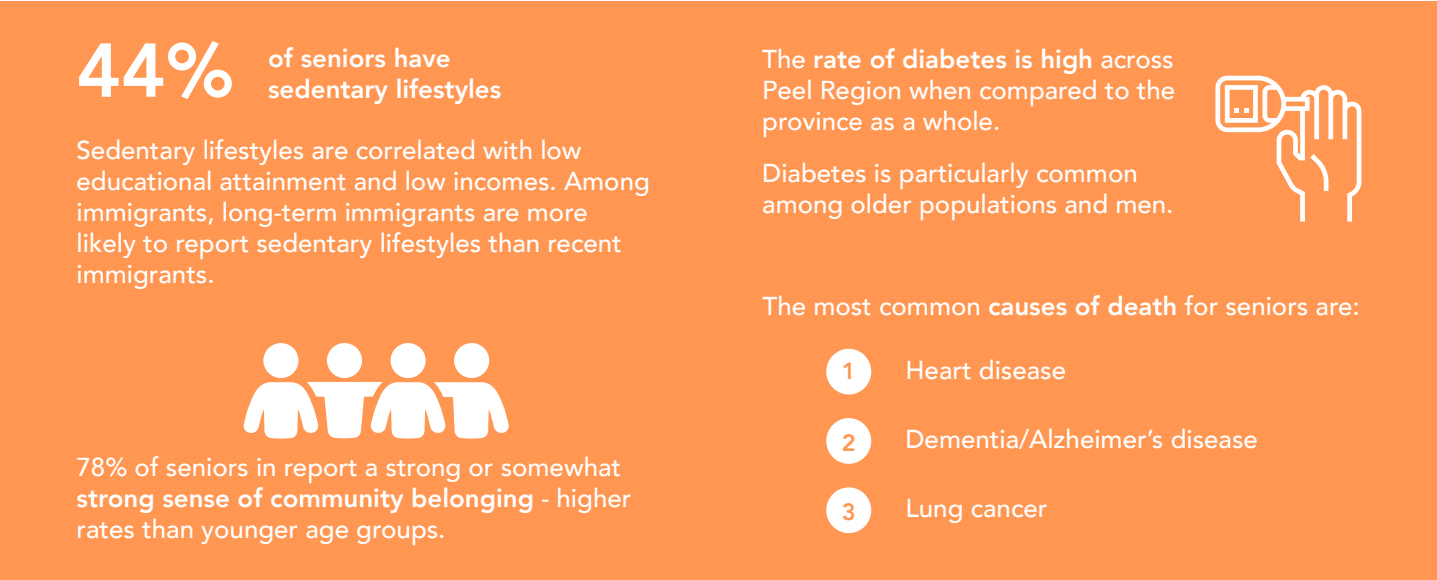 44%
of seniors have
sedentary lifestyles
Sedentary lifestyles are correlated with low
educational attainment and low incomes. Among
immigrants, long-term immigrants are more
likely to report sedentary lifestyles than recent
immigrants.
78% of seniors in report a strong or somewhat
strong sense of community belonging - higher
rates than younger age groups.
The rate of diabetes is high across
Peel Region when compared to the
province as a whole.
Diabetes is particularly common
among older populations and men.
The most common causes of death for seniors are:
1 Heart disease
2 Dementia/Alzheimer’s disease
3 Lung cancer